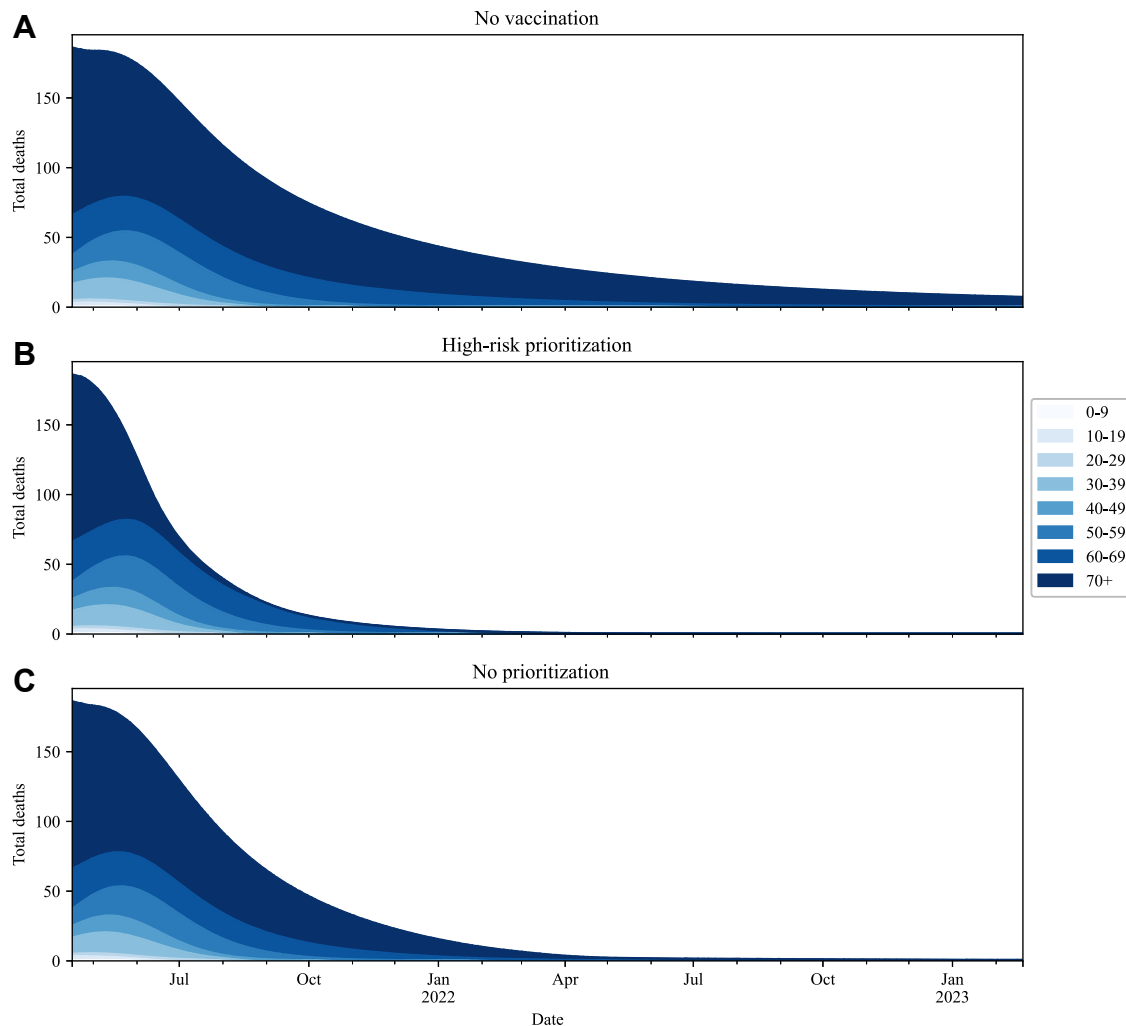 A
No vaccination
Total deaths
150
100
50
0
B
High-risk prioritization
Total deaths
150
100
50
0
0-9
10-19
20-29
30-39
40-49
50-59
60-69
70+
C
No prioritization
Total deaths
150
100
50
0
Jul
Oct
Jan
2022
Apr
Jul
Oct
Jan
2023
Date